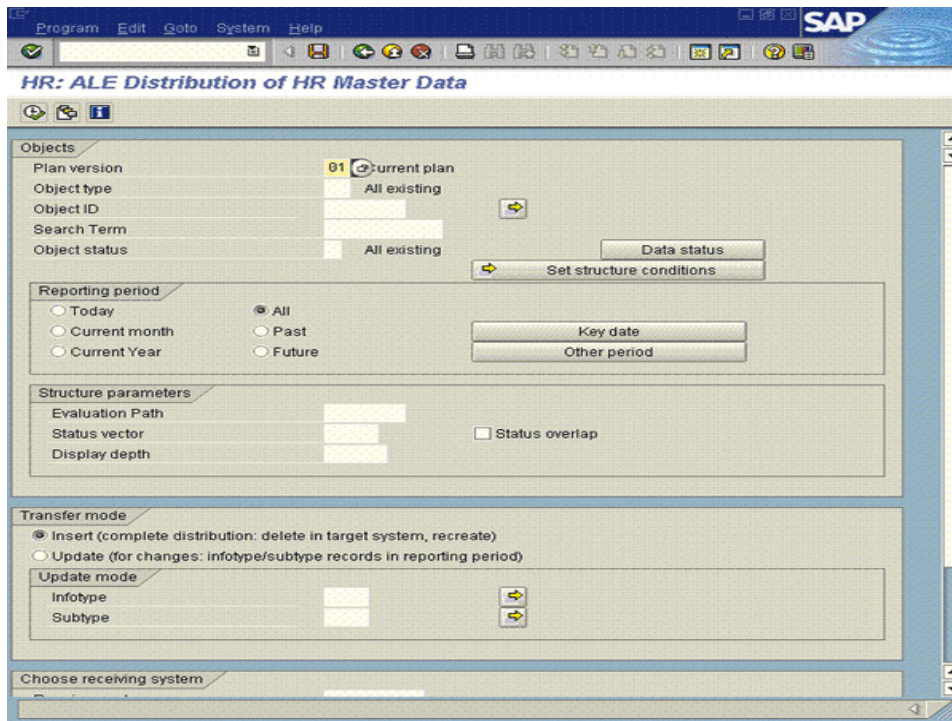 Program Edit Goto System Help
SAP
HR: ALE Distribution of HR Master Data
Objects
Plan version 01 Current plan
Object type All existing
Object ID
Search Term
Object status All existing Data status
Set structure conditions
Reporting period
Today All
Current month Past Key date
Current Year Future Other period
Structure parameters
Evaluation Path
Status vector Status overlap
Display depth
Transfer mode
Insert (complete distribution: delete in target system, recreate)
Update (for changes: infotype/subtype records in reporting period)
Update mode
Infotype
Subtype
Choose receiving system